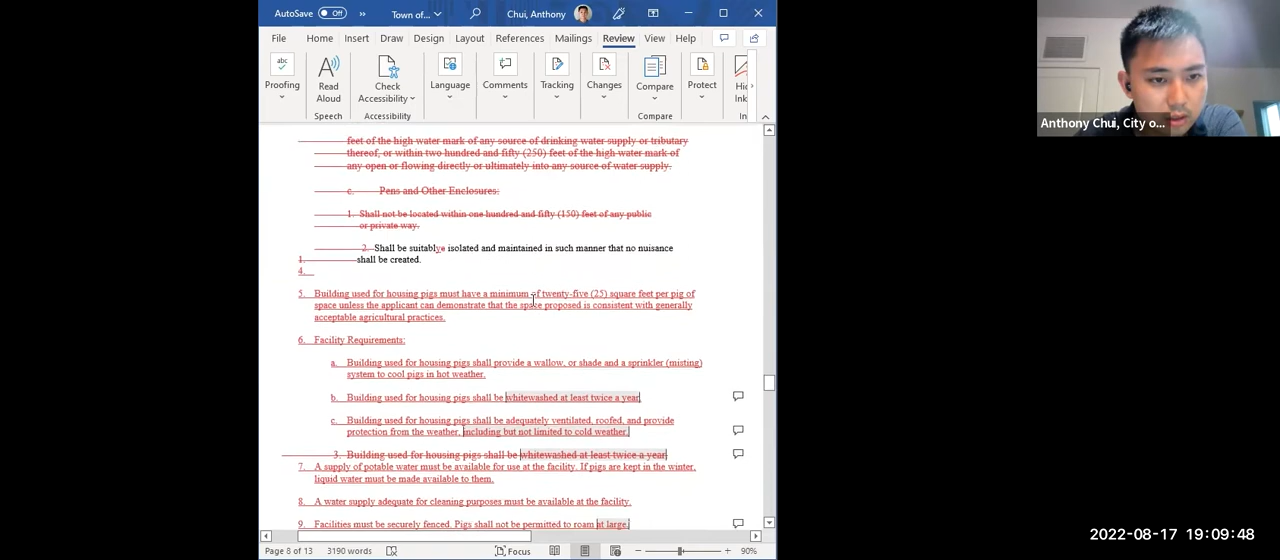 AutoSave Off » Town of... Chui, Anthony
File Home Insert Draw Design Layout References Mailings Review View Help
abc
Proofing Read Aloud Check Accessibility Language Comments Tracking Changes Compare Protect Hid Ink
Speech Accessibility Compare In
feet of the high water mark of any source of drinking water supply or tributary
thereof, or within two hundred and fifty (250) feet of the high water mark of
any open or flowing directly or ultimately into any source of water supply.
c. Pens and Other Enclosures:
1. Shall not be located within one hundred and fifty (150) feet of any public
or private way.
2. Shall be suitablye isolated and maintained in such manner that no nuisance
1. shall be created.
4.
5. Building used for housing pigs must have a minimum of twenty-five (25) square feet per pig of
space unless the applicant can demonstrate that the space proposed is consistent with generally
acceptable agricultural practices.
6. Facility Requirements:
a. Building used for housing pigs shall provide a wallow, or shade and a sprinkler (misting)
system to cool pigs in hot weather.
b. Building used for housing pigs shall be whitewashed at least twice a year.
c. Building used for housing pigs shall be adequately ventilated, roofed, and provide
protection from the weather, including but not limited to cold weather.
3. Building used for housing pigs shall be whitewashed at least twice a year.
7. A supply of potable water must be available for use at the facility. If pigs are kept in the winter,
liquid water must be made available to them.
8. A water supply adequate for cleaning purposes must be available at the facility.
9. Facilities must be securely fenced. Pigs shall not be permitted to roam at large.
Page 8 of 13 3190 words Focus 90%
Anthony Chui, City o...
2022-08-17 19:09:48